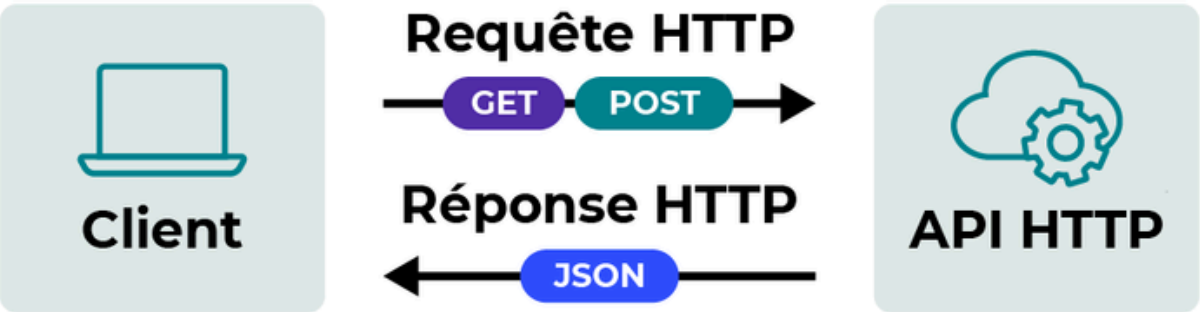 Requête HTTP
GET POST
Client
Réponse HTTP
JSON
API HTTP